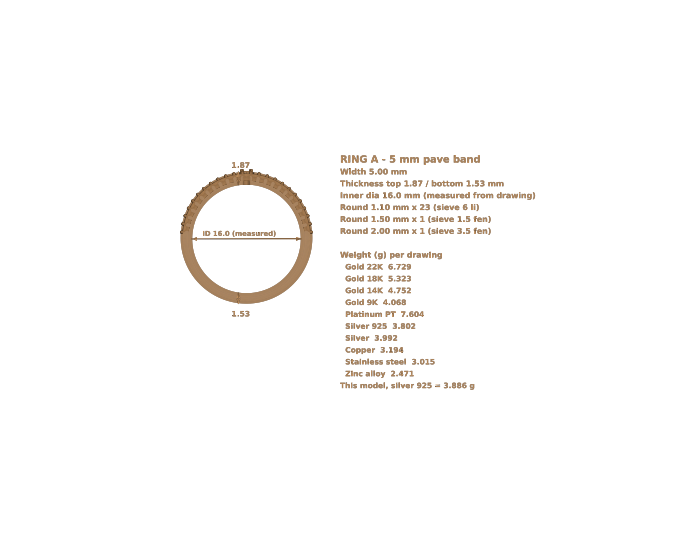 1.87
RING A - 5 mm pave band
Width 5.00 mm
Thickness top 1.87 / bottom 1.53 mm
Inner dia 16.0 mm (measured from drawing)
Round 1.10 mm x 23 (sieve 6 li)
Round 1.50 mm x 1 (sieve 1.5 fen)
Round 2.00 mm x 1 (sieve 3.5 fen)
ID 16.0 (measured)
Weight (g) per drawing
Gold 22K 6.729
Gold 18K 5.323
Gold 14K 4.752
Gold 9K 4.068
Platinum PT 7.604
Silver 925 3.802
Silver 3.992
Copper 3.194
Stainless steel 3.015
Zinc alloy 2.471
This model, silver 925 = 3.886 g
1.53